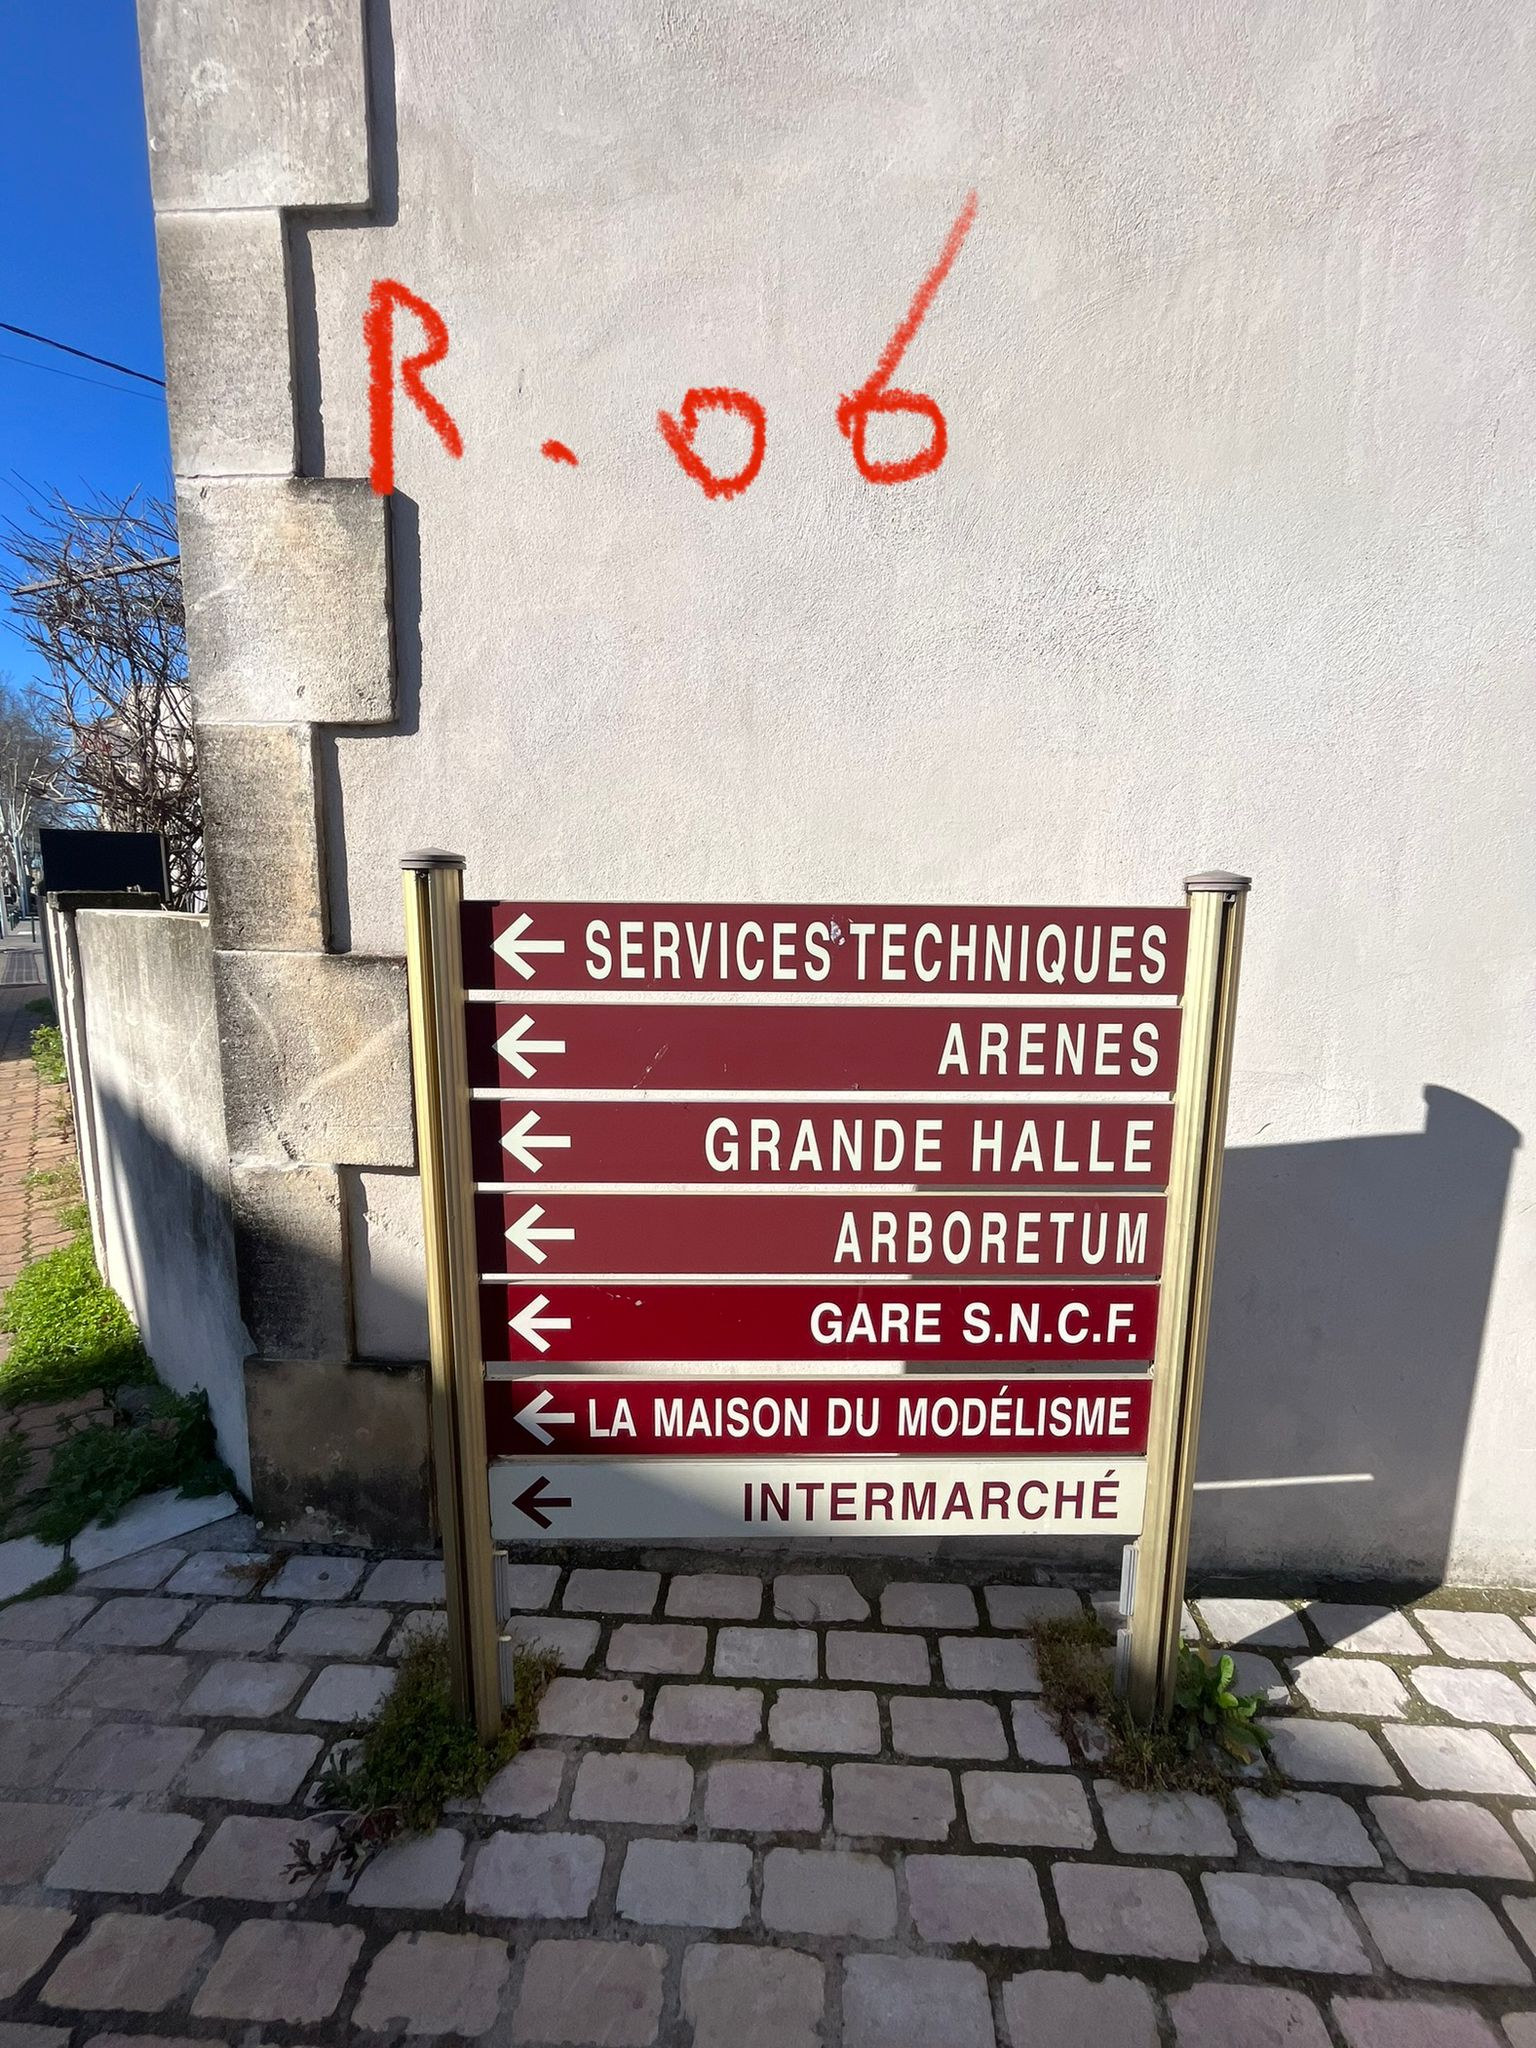 R. 06
← SERVICES TECHNIQUES
← ARENES
← GRANDE HALLE
← ARBORETUM
← GARE S.N.C.F.
← LA MAISON DU MODÉLISME
← INTERMARCHÉ